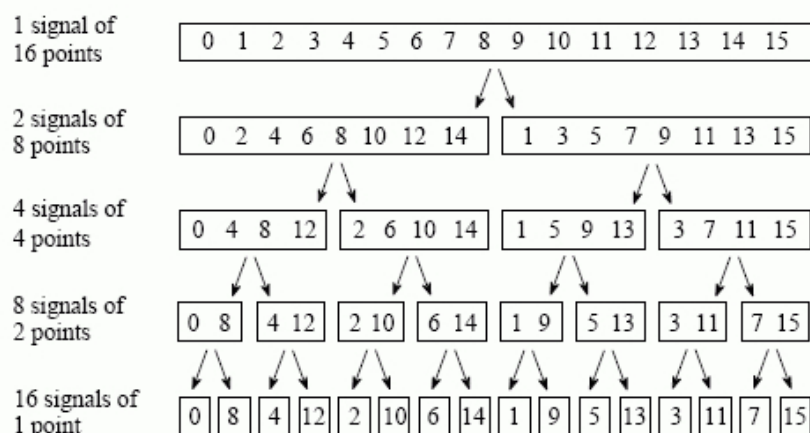 1 signal of
16 points
0 1 2 3 4 5 6 7 8 9 10 11 12 13 14 15
2 signals of
8 points
0 2 4 6 8 10 12 14
1 3 5 7 9 11 13 15
4 signals of
4 points
0 4 8 12
2 6 10 14
1 5 9 13
3 7 11 15
8 signals of
2 points
0 8
4 12
2 10
6 14
1 9
5 13
3 11
7 15
16 signals of
1 point
0
8
4
12
2
10
6
14
1
9
5
13
3
11
7
15